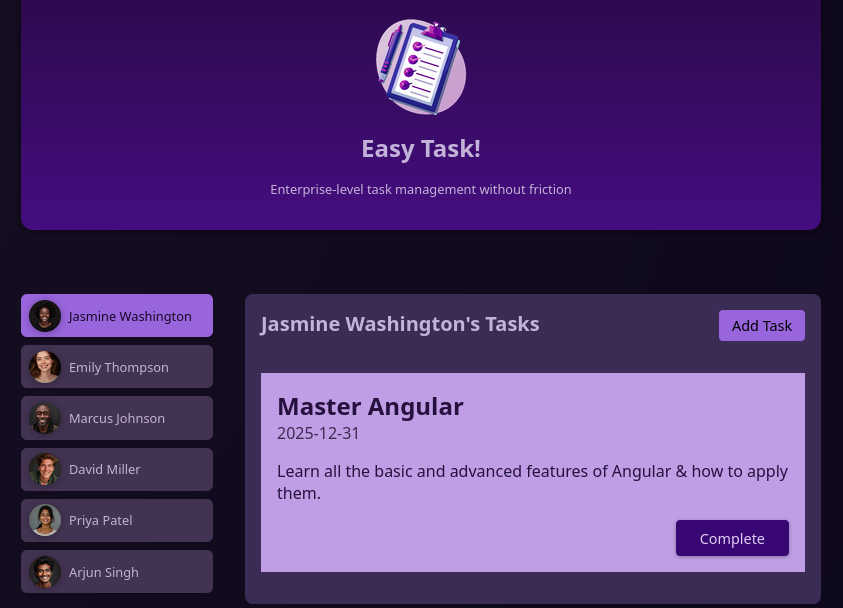 Easy Task!
Enterprise-level task management without friction
Jasmine Washington
Emily Thompson
Marcus Johnson
David Miller
Priya Patel
Arjun Singh
Jasmine Washington's Tasks
Add Task
Master Angular
2025-12-31
Learn all the basic and advanced features of Angular & how to apply
them.
Complete